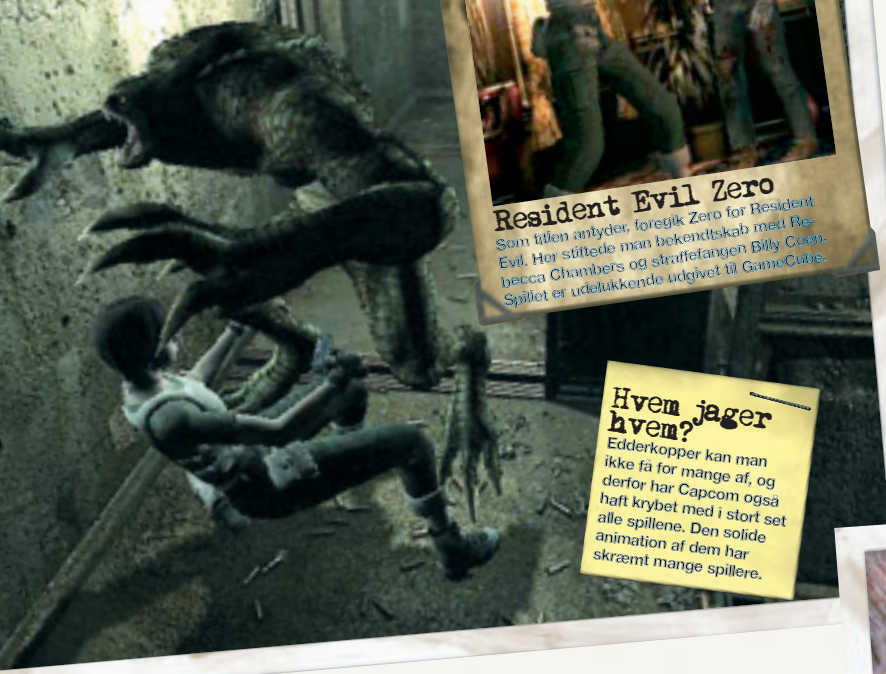 Resident Evil Zero
Som titlen antyder, foregik Zero for Resident
Evil. Her stiftede man bekendtskab med Re-
becca Chambers og straffefangen Billy Coen.
Spillet er udelukkende udgivet til GameCube.
Hvem jager
hvem?
Edderkopper kan man
ikke få for mange af, og
derfor har Capcom også
haft krybet med i stort set
alle spillene. Den solide
animation af dem har
skræmt mange spillere.